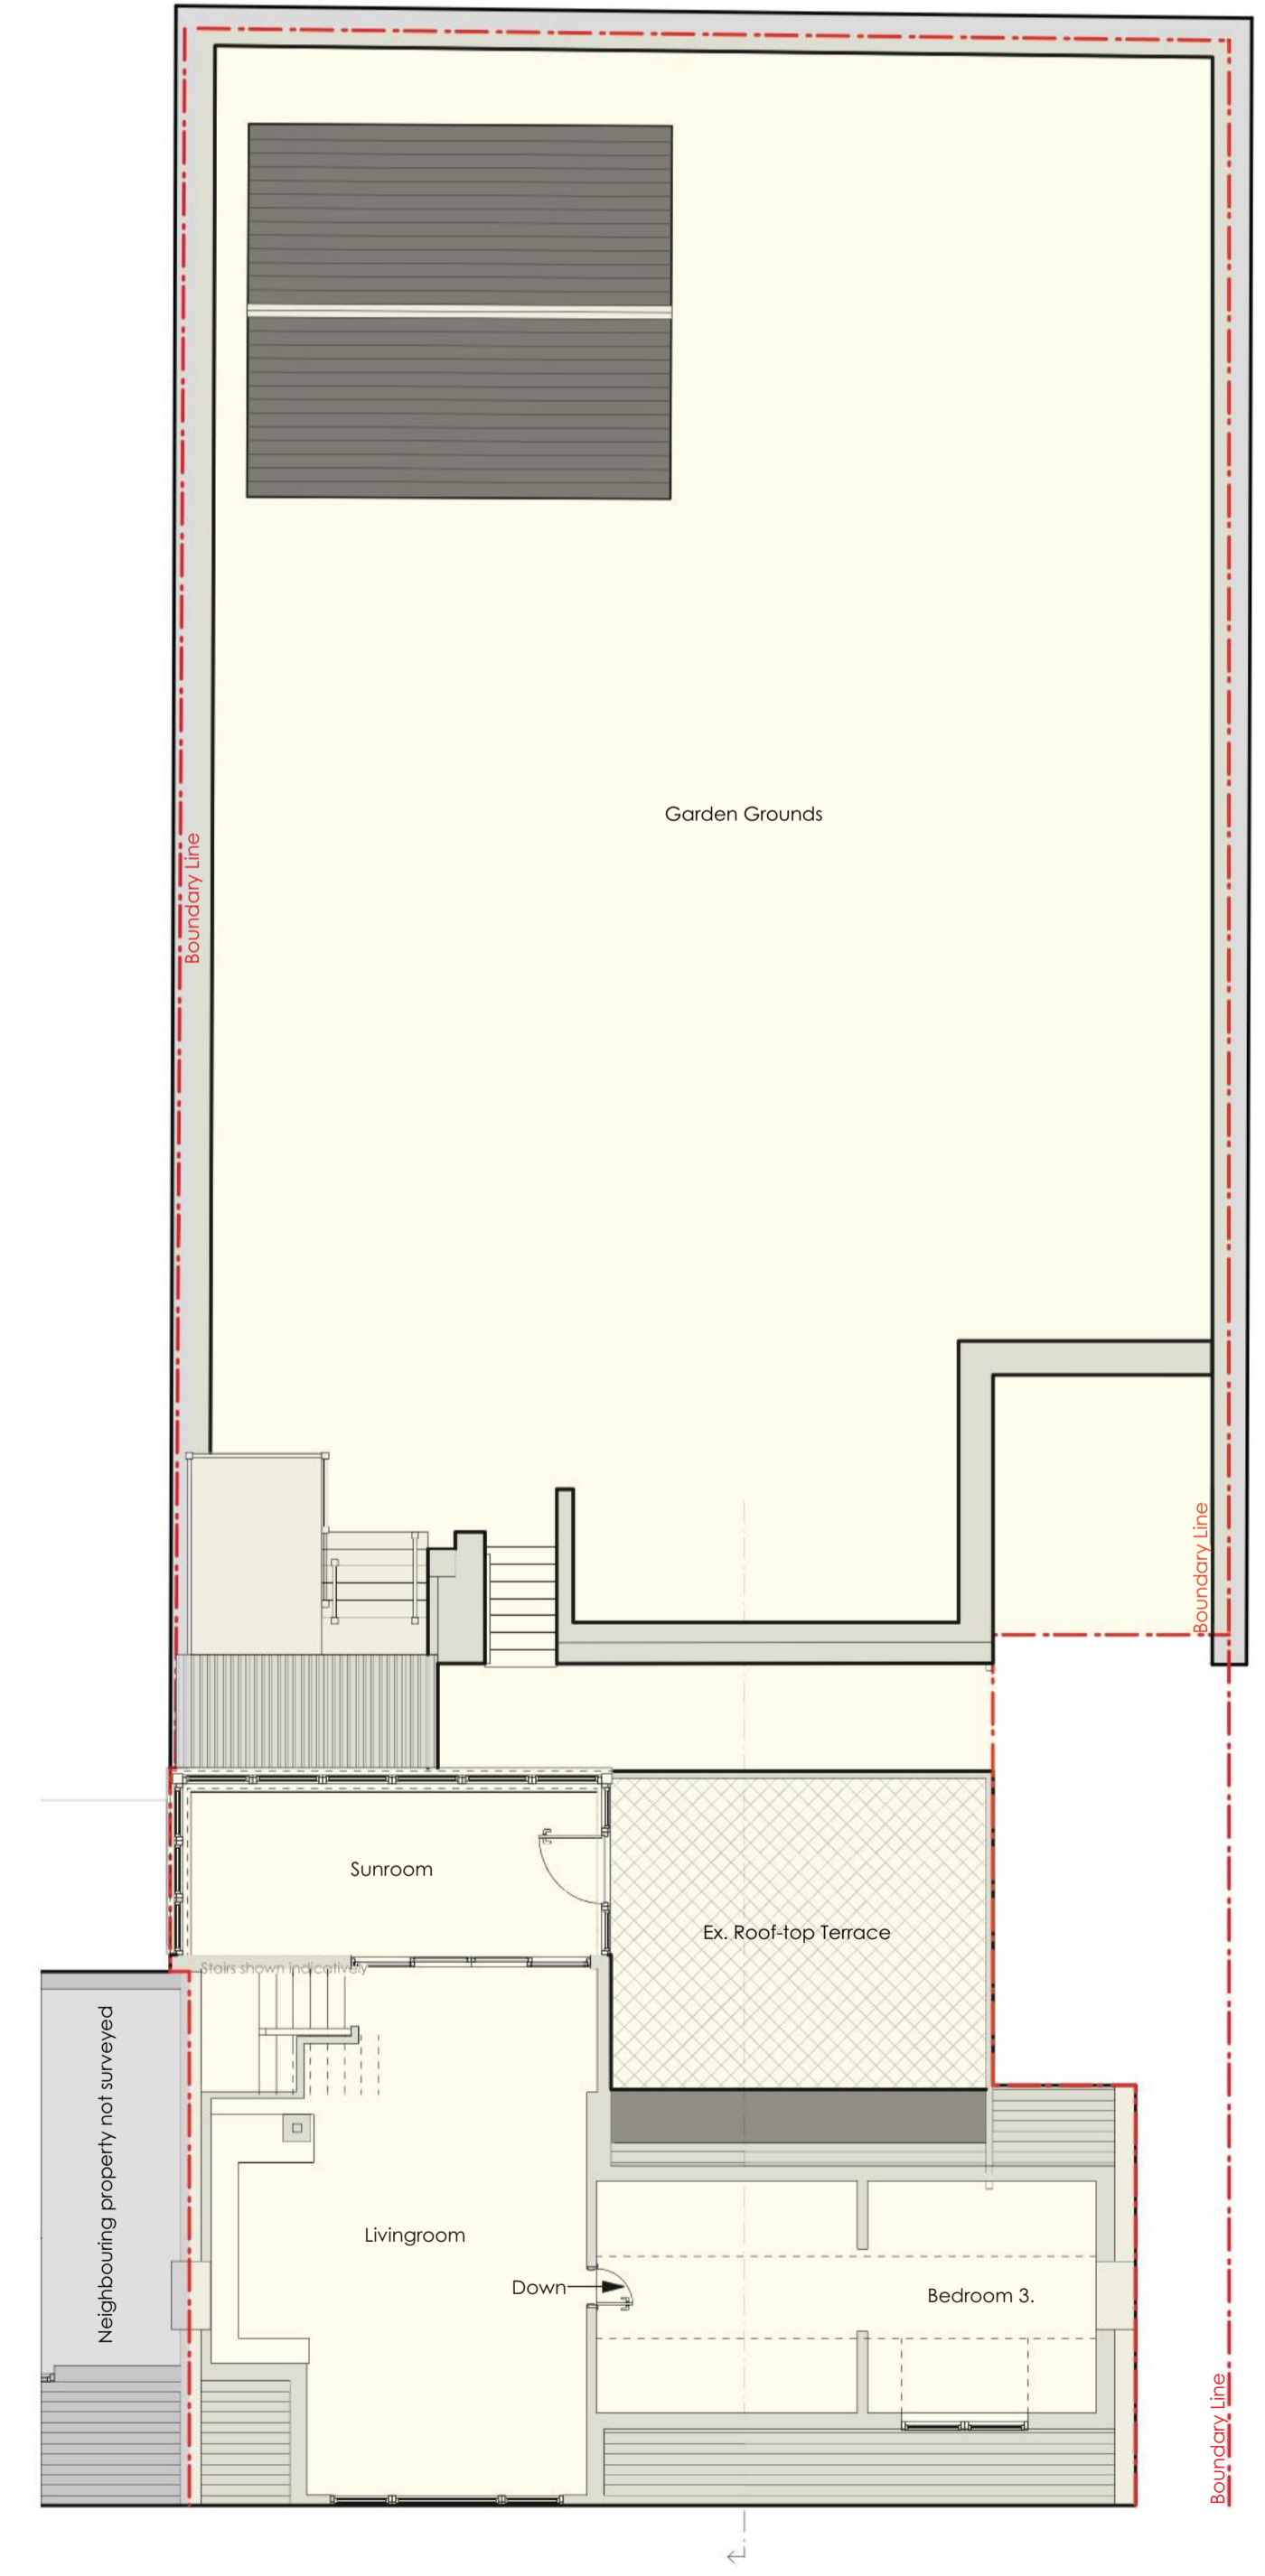 Garden Grounds
Boundary Line
Boundary Line
Sunroom
Ex. Roof-top Terrace
Stairs shown indicatively
Neighbouring property not surveyed
Livingroom
Down
Bedroom 3.
Boundary Line